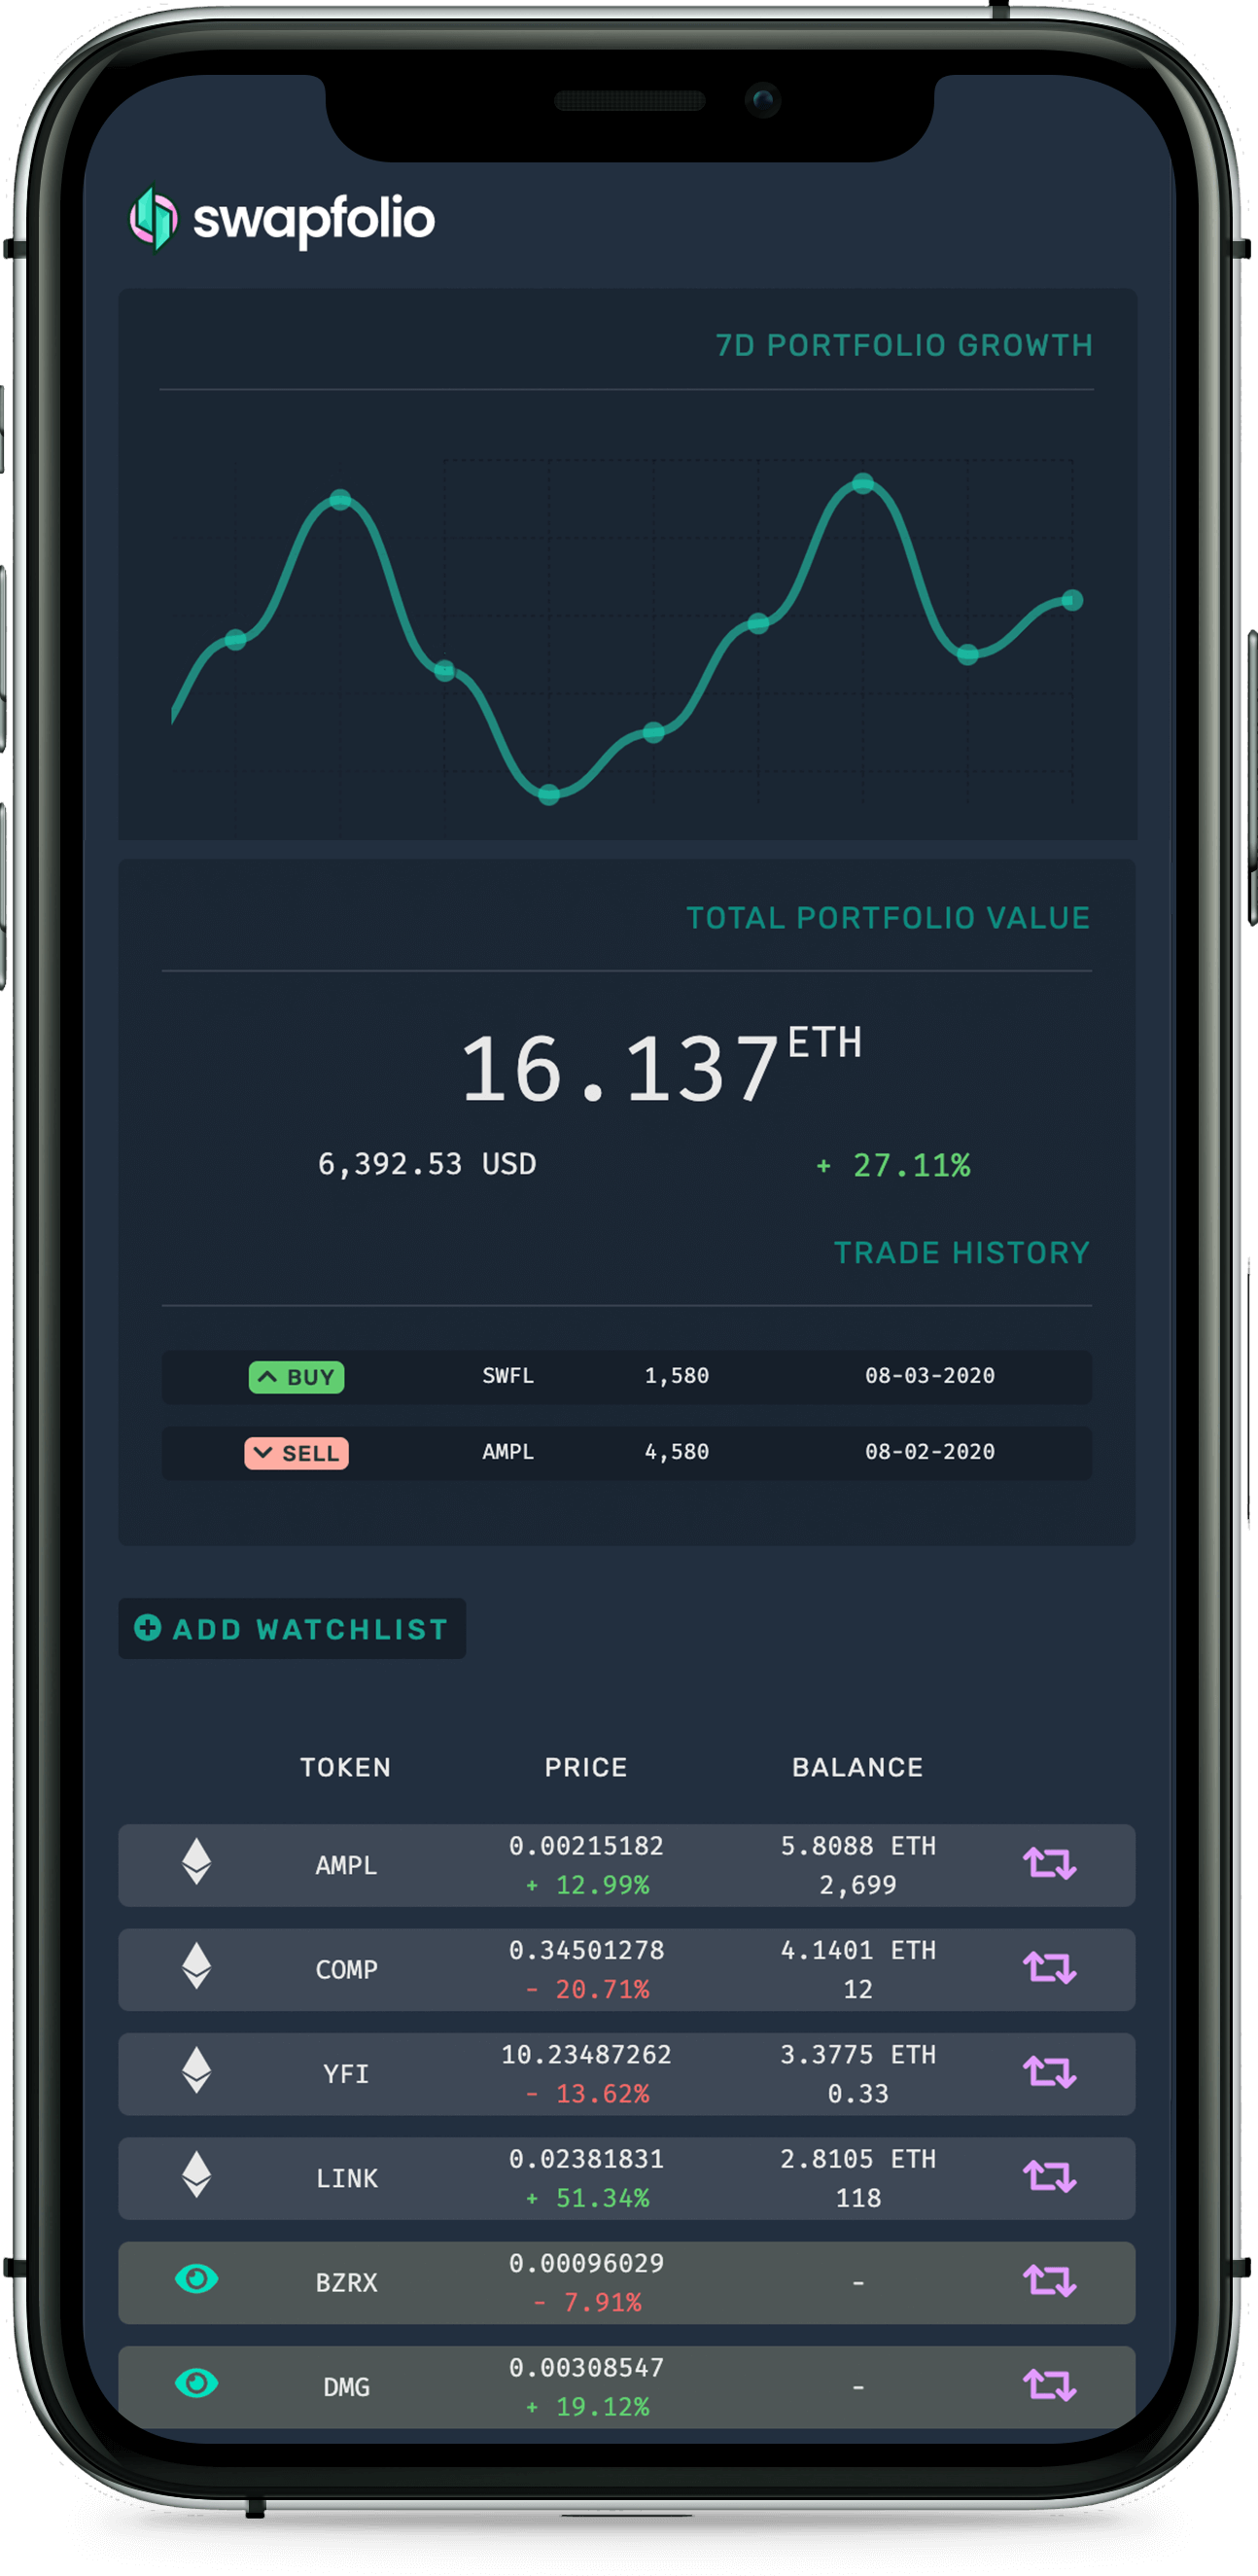 swapfolio
7D PORTFOLIO GROWTH
TOTAL PORTFOLIO VALUE
16.137 ETH
6,392.53 USD + 27.11%
TRADE HISTORY
BUY SWFL 1,580 08-03-2020
SELL AMPL 4,580 08-02-2020
ADD WATCHLIST
TOKEN PRICE BALANCE
AMPL 0.00215182 5.8088 ETH
+ 12.99% 2,699
COMP 0.34501278 4.1401 ETH
- 20.71% 12
YFI 10.23487262 3.3775 ETH
- 13.62% 0.33
LINK 0.02381831 2.8105 ETH
+ 51.34% 118
BZRX 0.00096029 -
- 7.91%
DMG 0.00308547 -
+ 19.12%